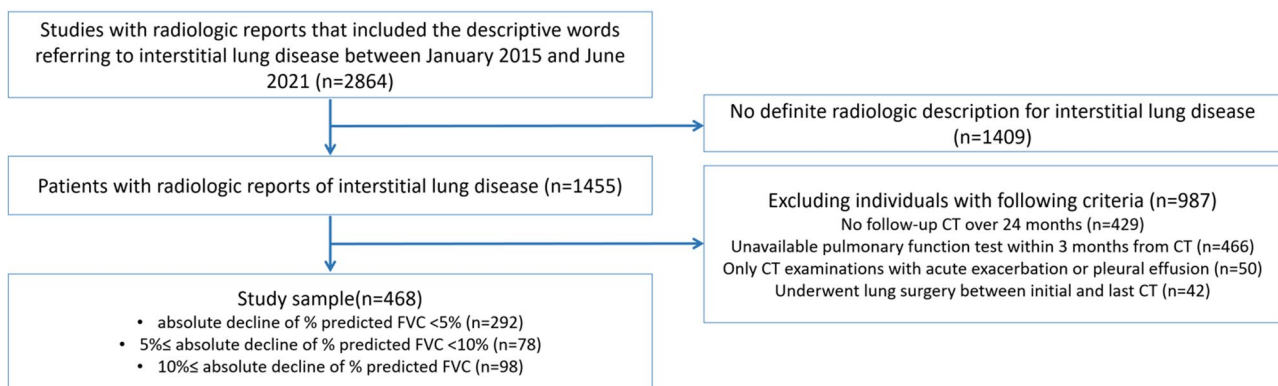 Studies with radiologic reports that included the descriptive words
referring to interstitial lung disease between January 2015 and June
2021 (n=2864)
No definite radiologic description for interstitial lung disease
(n=1409)
Patients with radiologic reports of interstitial lung disease (n=1455)
Excluding individuals with following criteria (n=987)
No follow-up CT over 24 months (n=429)
Unavailable pulmonary function test within 3 months from CT (n=466)
Only CT examinations with acute exacerbation or pleural effusion (n=50)
Underwent lung surgery between initial and last CT (n=42)
Study sample(n=468)
• absolute decline of % predicted FVC <5% (n=292)
• 5%≤ absolute decline of % predicted FVC <10% (n=78)
• 10%≤ absolute decline of % predicted FVC (n=98)